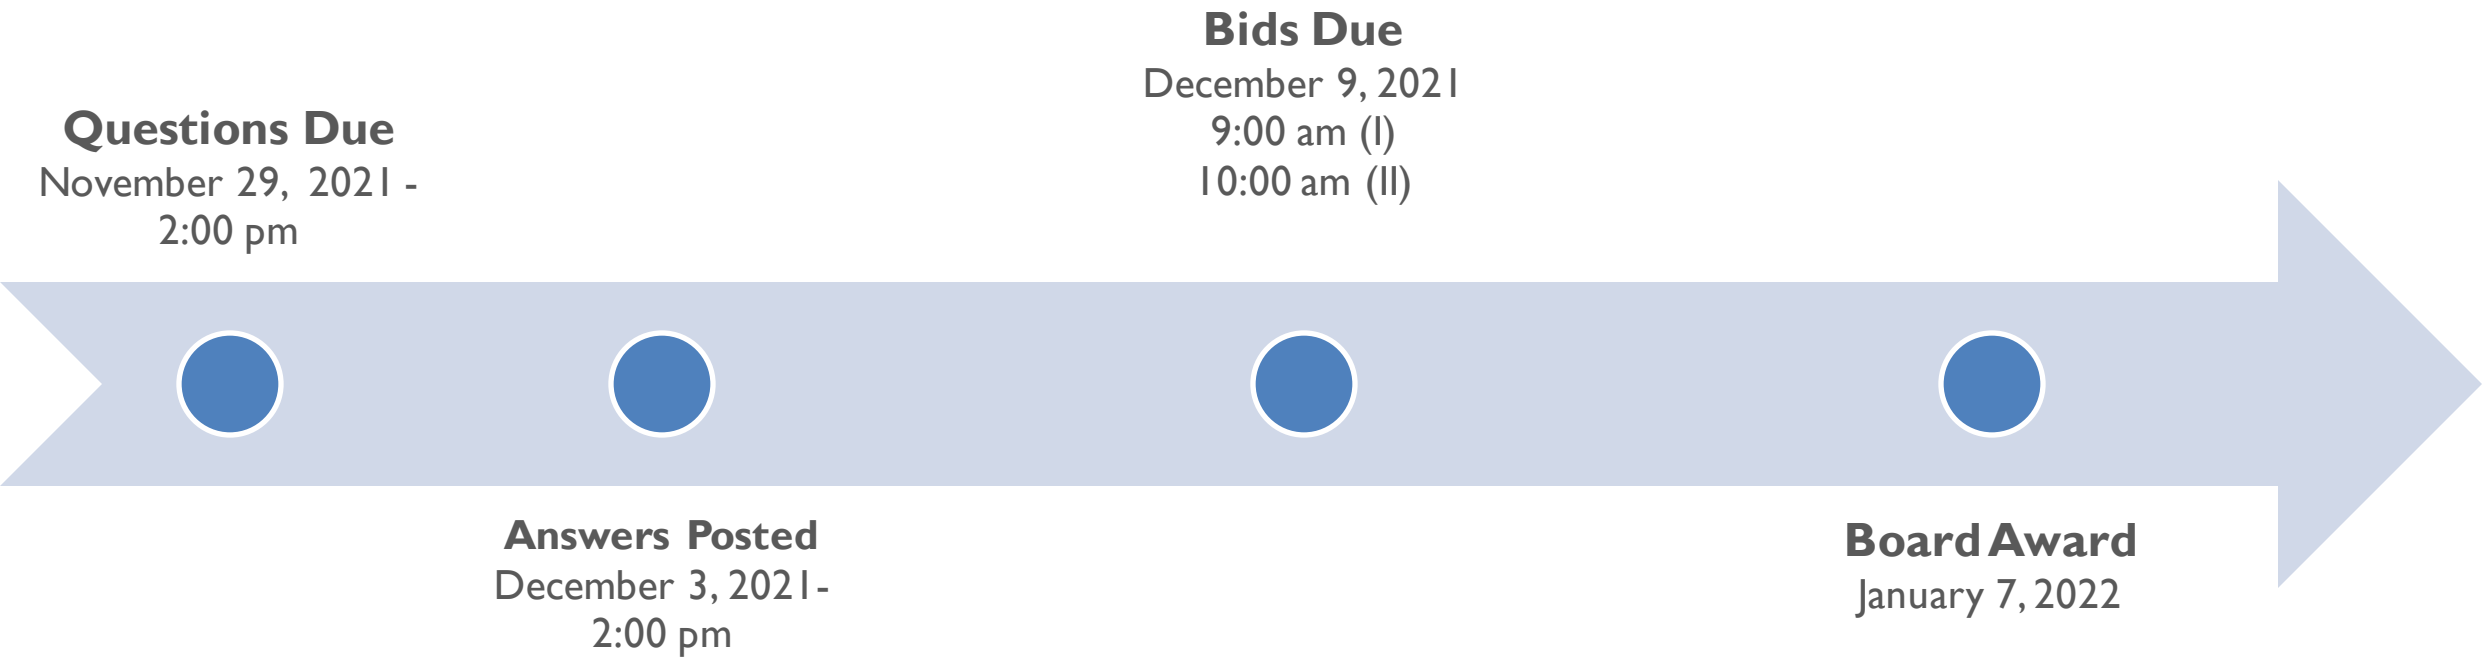 Questions Due
November 29, 2021 -
2:00 pm
Answers Posted
December 3, 2021-
2:00 pm
Bids Due
December 9, 2021
9:00 am (I)
10:00 am (II)
Board Award
January 7, 2022